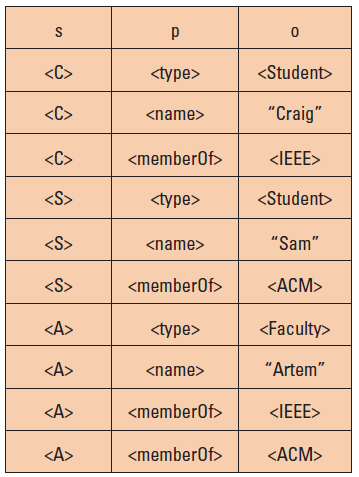 s p o
<C> <type> <Student>
<C> <name> “Craig”
<C> <memberOf> <IEEE>
<S> <type> <Student>
<S> <name> “Sam”
<S> <memberOf> <ACM>
<A> <type> <Faculty>
<A> <name> “Artem”
<A> <memberOf> <IEEE>
<A> <memberOf> <ACM>